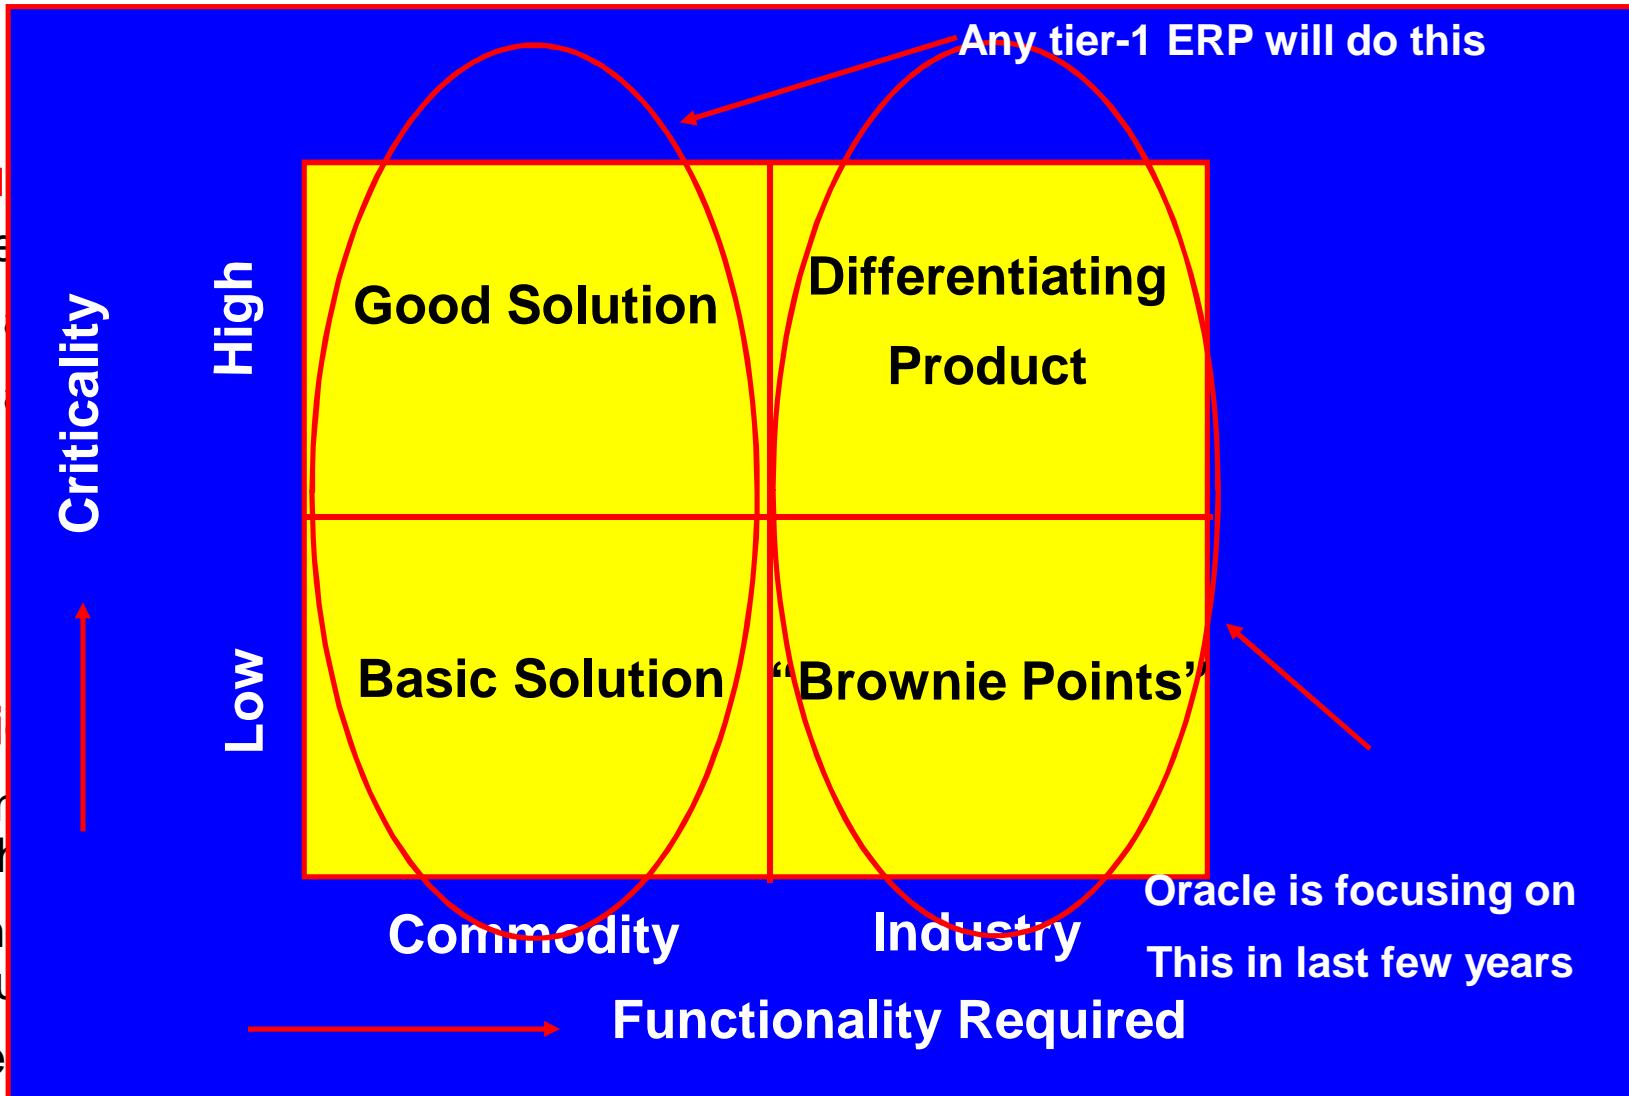 Any tier-1 ERP will do this
Criticality
High
Good Solution
Differentiating
Product
Low
Basic Solution
“Brownie Points”
Commodity
Industry
Oracle is focusing on
This in last few years
Functionality Required